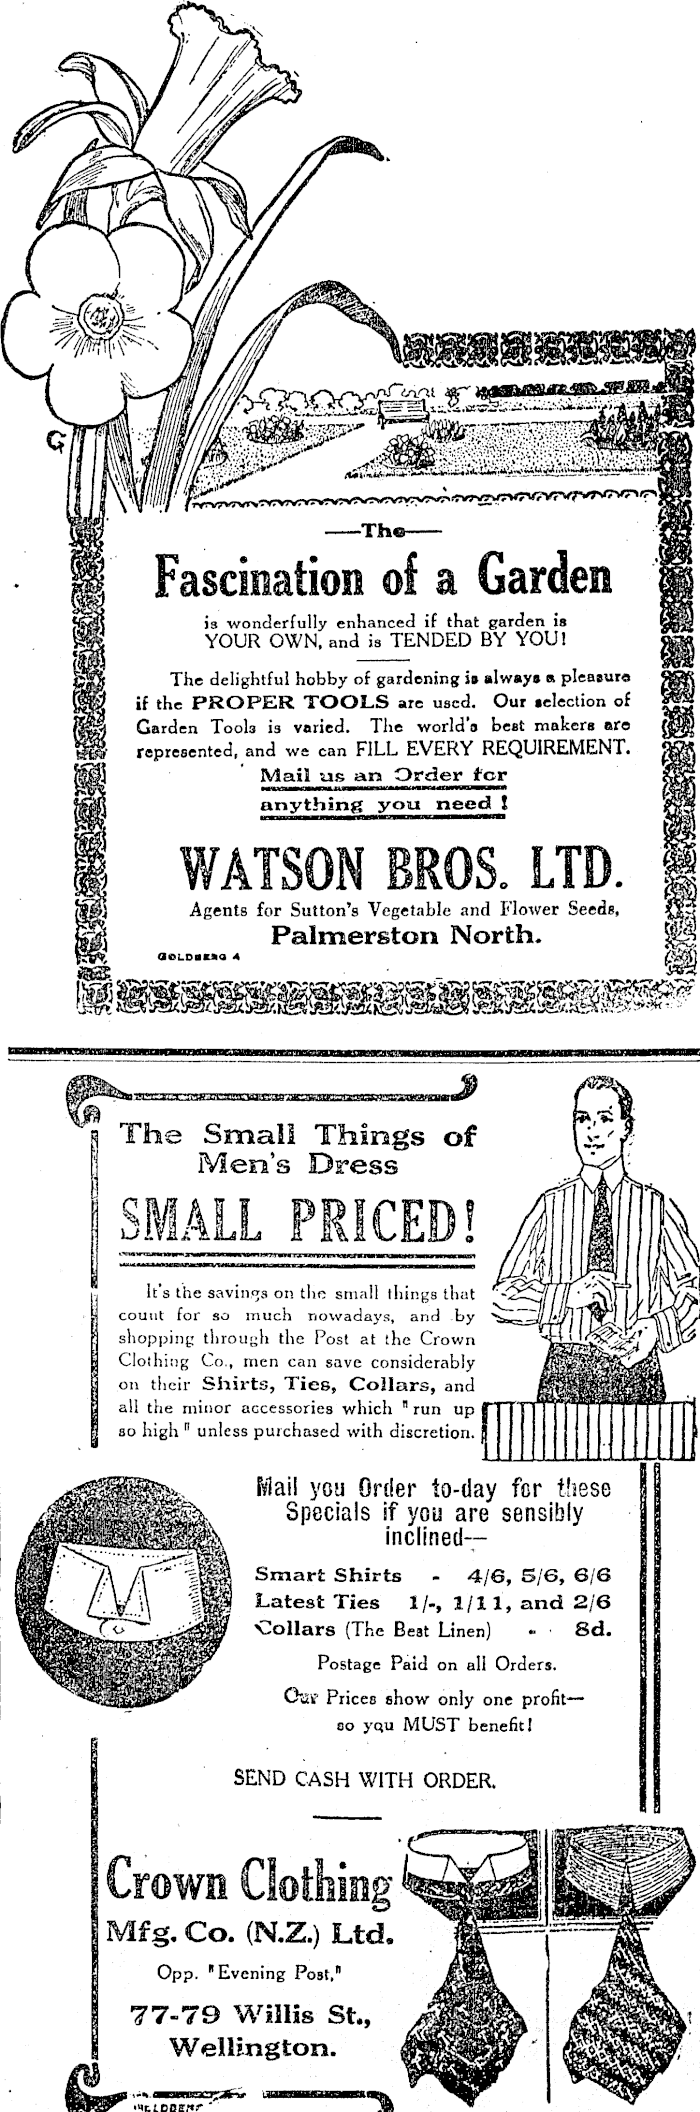 G
—The—
Fascination of a Garden
is wonderfully enhanced if that garden is
YOUR OWN, and is TENDED BY YOU!
The delightful hobby of gardening is always a pleasure
if the PROPER TOOLS are used. Our selection of
Garden Tools is varied. The world's best makers are
represented, and we can FILL EVERY REQUIREMENT.
Mail us an Order for
anything you need !
WATSON BROS. LTD.
Agents for Sutton's Vegetable and Flower Seeds,
Palmerston North.
GOLDBERG 4
The Small Things of
Men's Dress
SMALL PRICED!
It's the savings on the small things that
count for so much nowadays, and by
shopping through the Post at the Crown
Clothing Co., men can save considerably
on their Shirts, Ties, Collars, and
all the minor accessories which "run up
so high" unless purchased with discretion.
Mail you Order to-day for these
Specials if you are sensibly
inclined—
Smart Shirts - 4/6, 5/6, 6/6
Latest Ties 1/-, 1/11, and 2/6
Collars (The Best Linen) - - 8d.
Postage Paid on all Orders.
Our Prices show only one profit—
so you MUST benefit!
SEND CASH WITH ORDER.
Crown Clothing
Mfg. Co. (N.Z.) Ltd.
Opp. "Evening Post,"
77-79 Willis St.,
Wellington.